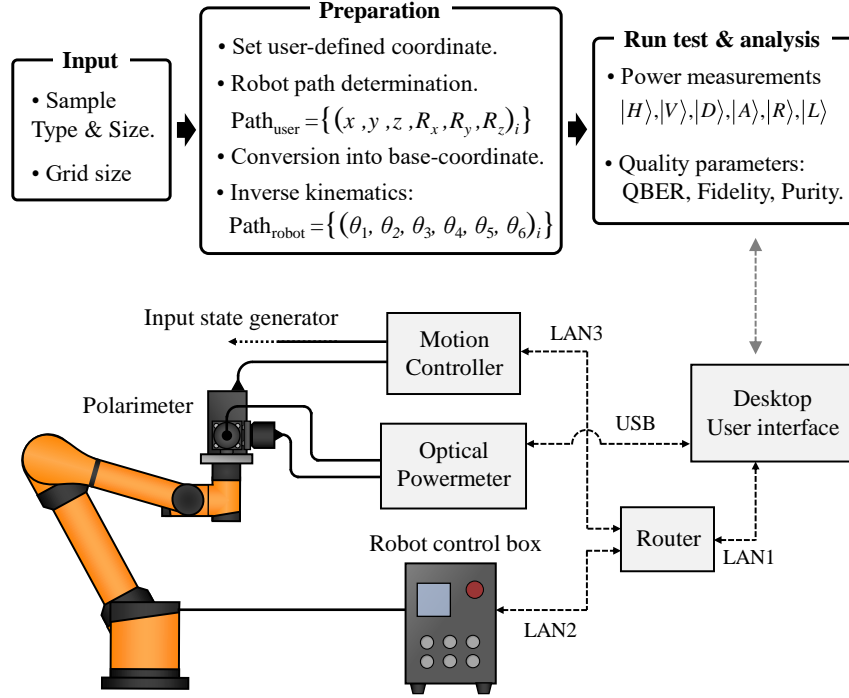 Input
• Sample
Type & Size.
• Grid size
Preparation
• Set user-defined coordinate.
• Robot path determination.
Path_user = {(x , y , z , R_x , R_y , R_z)_i}
• Conversion into base-coordinate.
• Inverse kinematics:
Path_robot = {(θ_1, θ_2, θ_3, θ_4, θ_5, θ_6)_i}
Run test & analysis
• Power measurements
|H⟩,|V⟩,|D⟩,|A⟩,|R⟩,|L⟩
• Quality parameters:
QBER, Fidelity, Purity.
Input state generator
Motion
Controller
LAN3
Polarimeter
Optical
Powermeter
USB
Desktop
User interface
Robot control box
Router
LAN1
LAN2